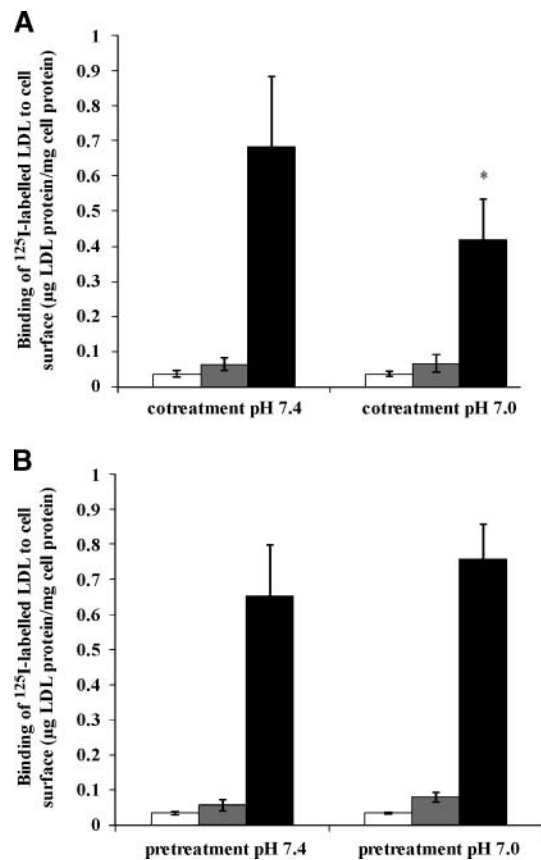 A
Binding of ¹²⁵I-labelled LDL to cell
surface (µg LDL protein/mg cell protein)
1
0.9
0.8
0.7
0.6
0.5
0.4
0.3
0.2
0.1
0
*
cotreatment pH 7.4 cotreatment pH 7.0
B
Binding of ¹²⁵I-labelled LDL to cell
surface (µg LDL protein/mg cell protein)
1
0.9
0.8
0.7
0.6
0.5
0.4
0.3
0.2
0.1
0
pretreatment pH 7.4 pretreatment pH 7.0